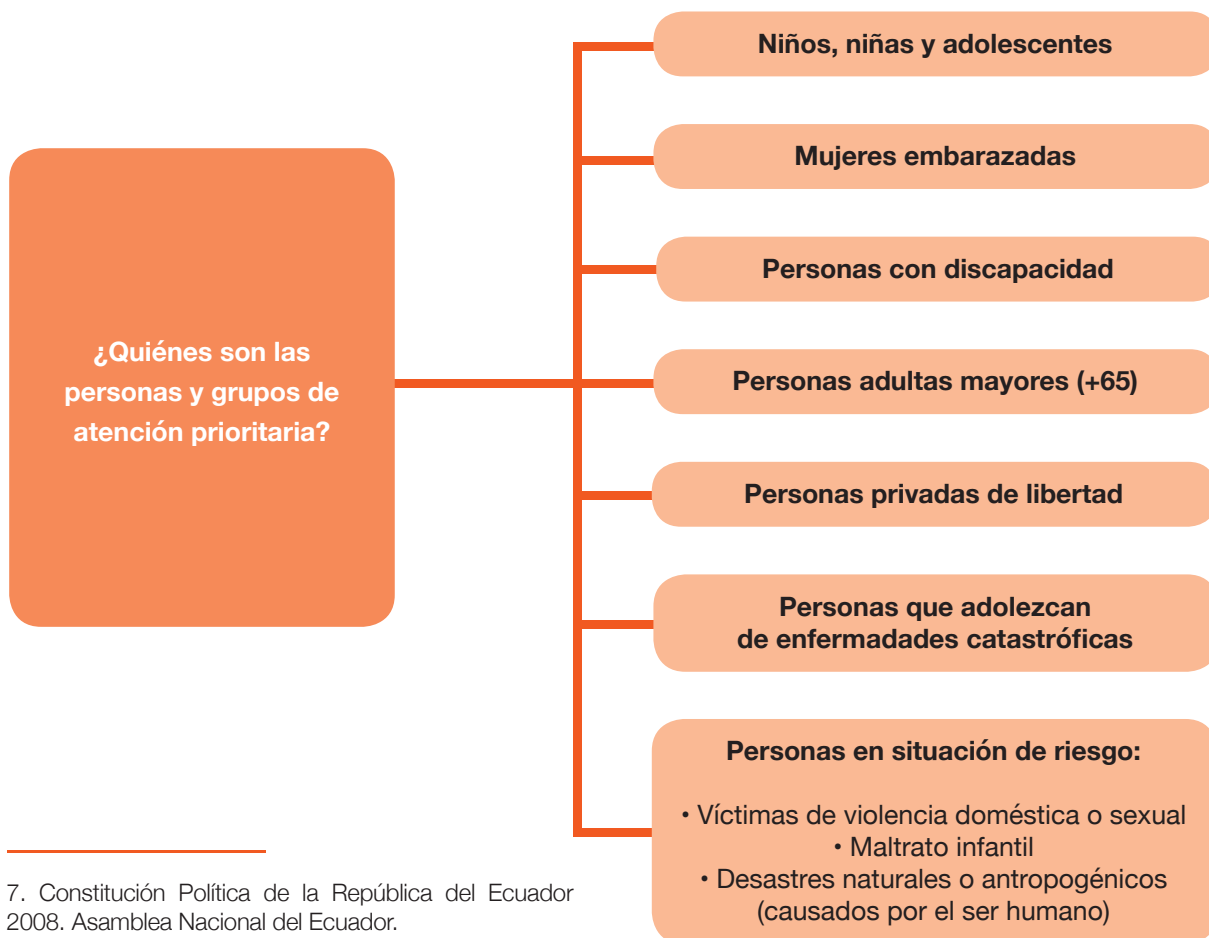 ¿Quiénes son las
personas y grupos de
atención prioritaria?
Niños, niñas y adolescentes
Mujeres embarazadas
Personas con discapacidad
Personas adultas mayores (+65)
Personas privadas de libertad
Personas que adolezcan
de enfermadades catastróficas
Personas en situación de riesgo:
• Víctimas de violencia doméstica o sexual
• Maltrato infantil
• Desastres naturales o antropogénicos
(causados por el ser humano)
7. Constitución Política de la República del Ecuador
2008. Asamblea Nacional del Ecuador.